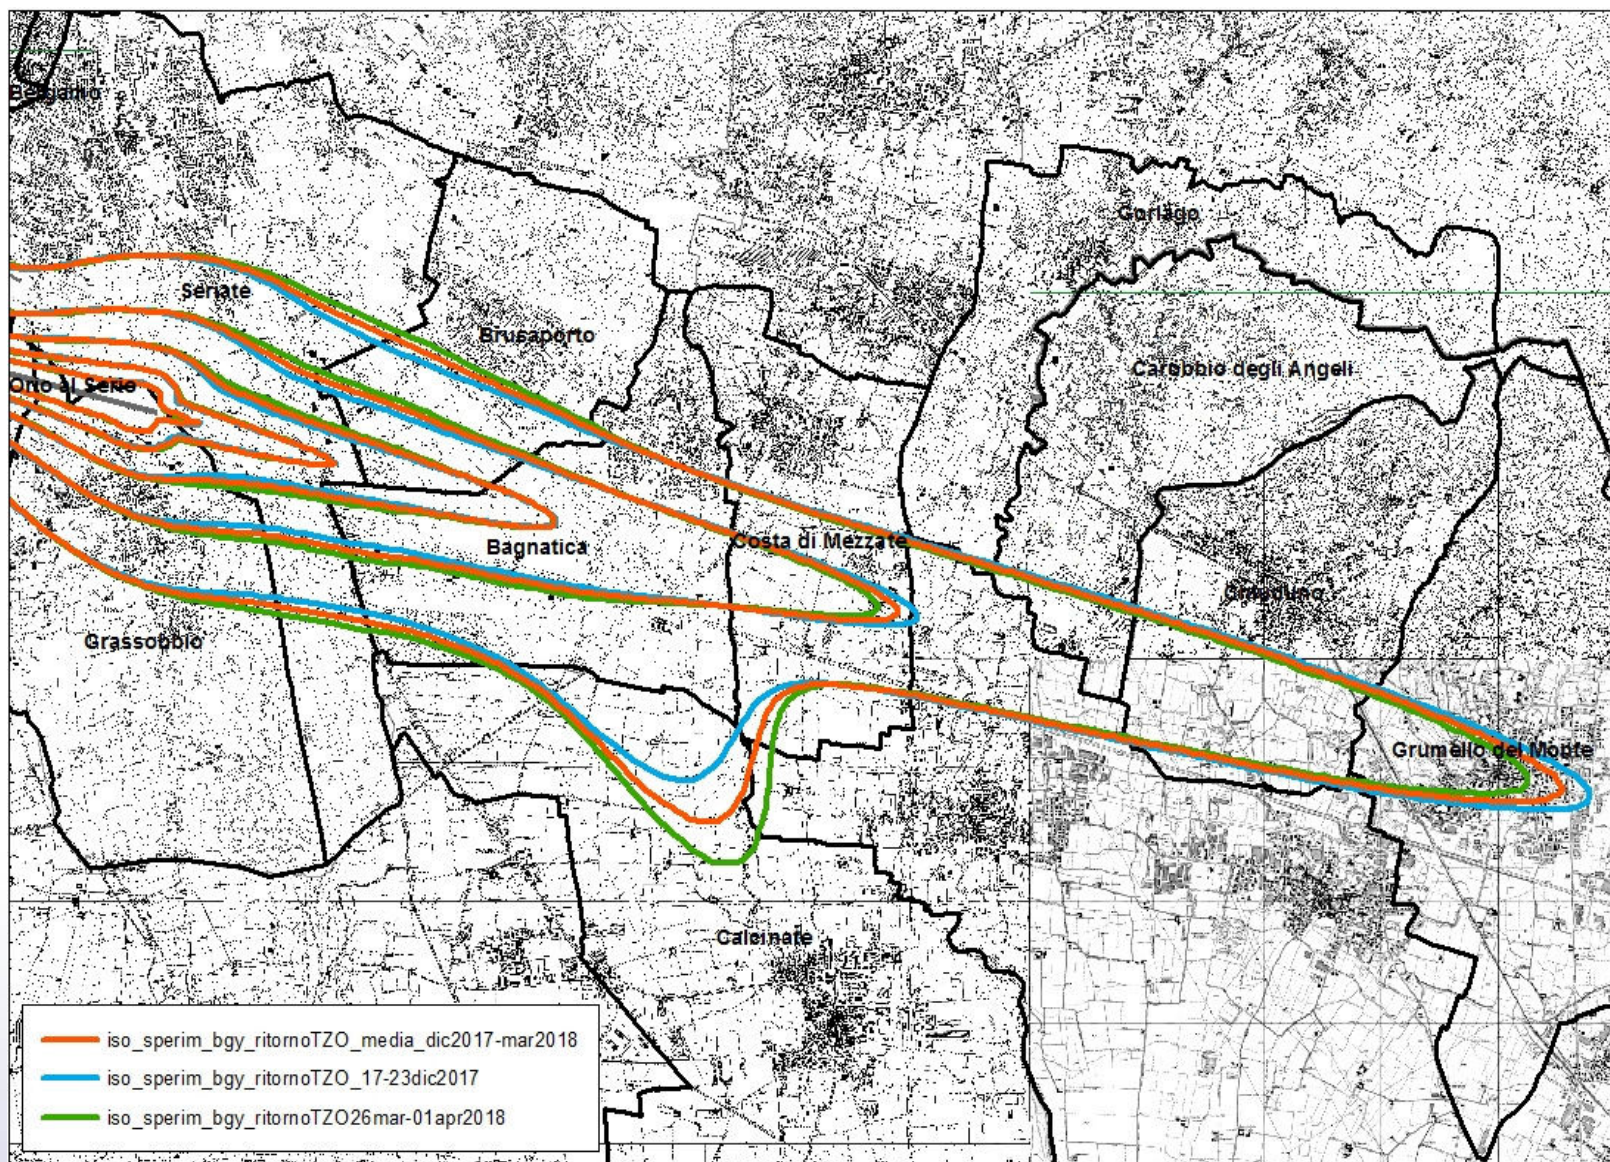 Bergamo
Gorlago
Seriate
Brusaporto
Carobbio degli Angeli
Orio al Serio
Costa di Mezzate
Bagnatica
Chiuduno
Grassobbio
Grumello del Monte
Calcinate
iso_sperim_bgy_ritornoTZO_media_dic2017-mar2018
iso_sperim_bgy_ritornoTZO_17-23dic2017
iso_sperim_bgy_ritornoTZO26mar-01apr2018